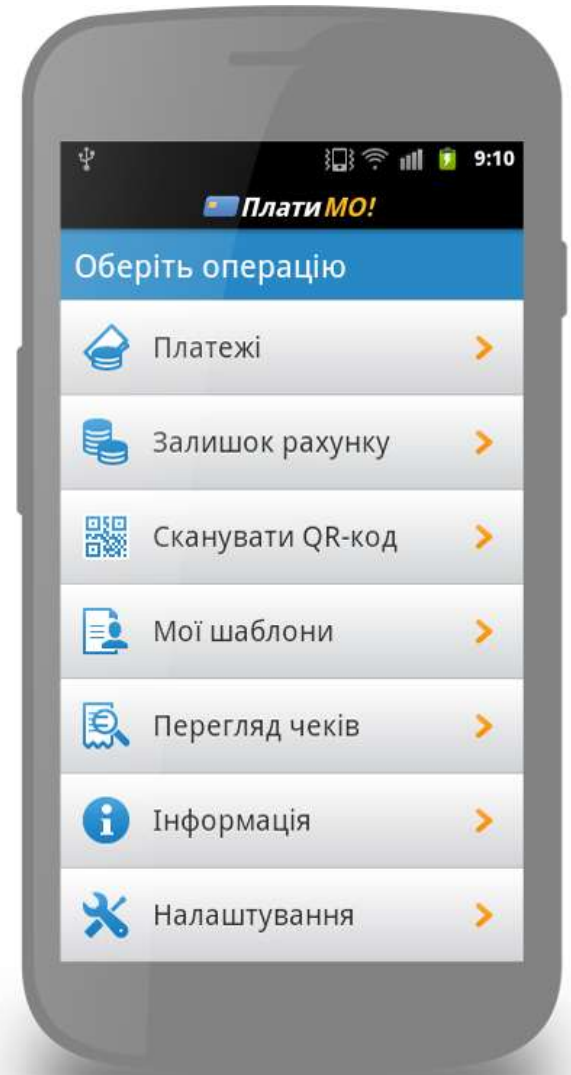 9:10
ПлатиМО!
Оберіть операцію
Платежі
Залишок рахунку
Сканувати QR-код
Мої шаблони
Перегляд чеків
Інформація
Налаштування